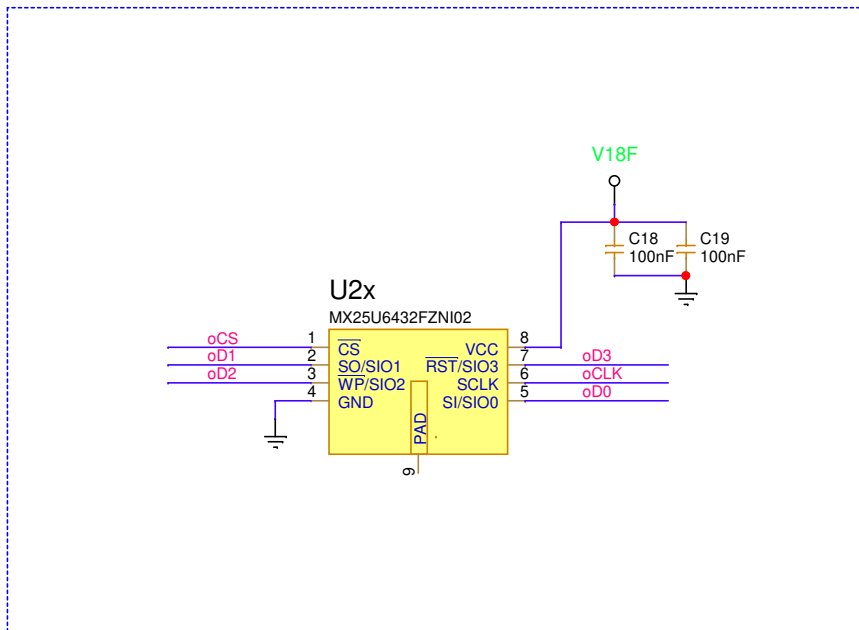 V18F
C18
100nF
C19
100nF
U2x
MX25U6432FZNI02
oCS 1 CS VCC 8
oD1 2 SO/SIO1 RST/SIO3 7 oD3
oD2 3 WP/SIO2 SCLK 6 oCLK
4 GND SI/SIO0 5 oD0
PAD
9